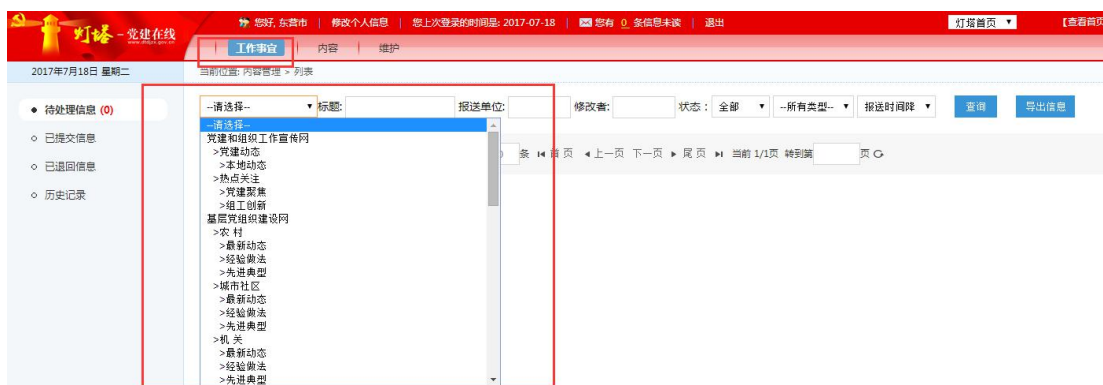 灯塔-党建在线
www.dtdjzx.gov.cn
您好, 东营市 | 修改个人信息 | 您上次登录的时间是: 2017-07-18 | 您有 0 条信息未读 | 退出
灯塔首页
【查看首页
工作事宜 | 内容 | 维护
2017年7月18日 星期二
当前位置: 内容管理 > 列表
待处理信息 (0)
已提交信息
已退回信息
历史记录
--请选择-- 标题: 报送单位: 修改者: 状态: 全部 --所有类型-- 报送时间降 查询 导出信息
--请选择--
党建和组织工作宣传网
>党建动态
>本地动态
>热点关注
>党建聚焦
>组工创新
基层党组织建设网
>农 村
>最新动态
>经验做法
>先进典型
>城市社区
>最新动态
>经验做法
>先进典型
>机 关
>最新动态
>经验做法
>先进典型
条 首 页 上一页 下一页 尾 页 当前 1/1页 转到第 页